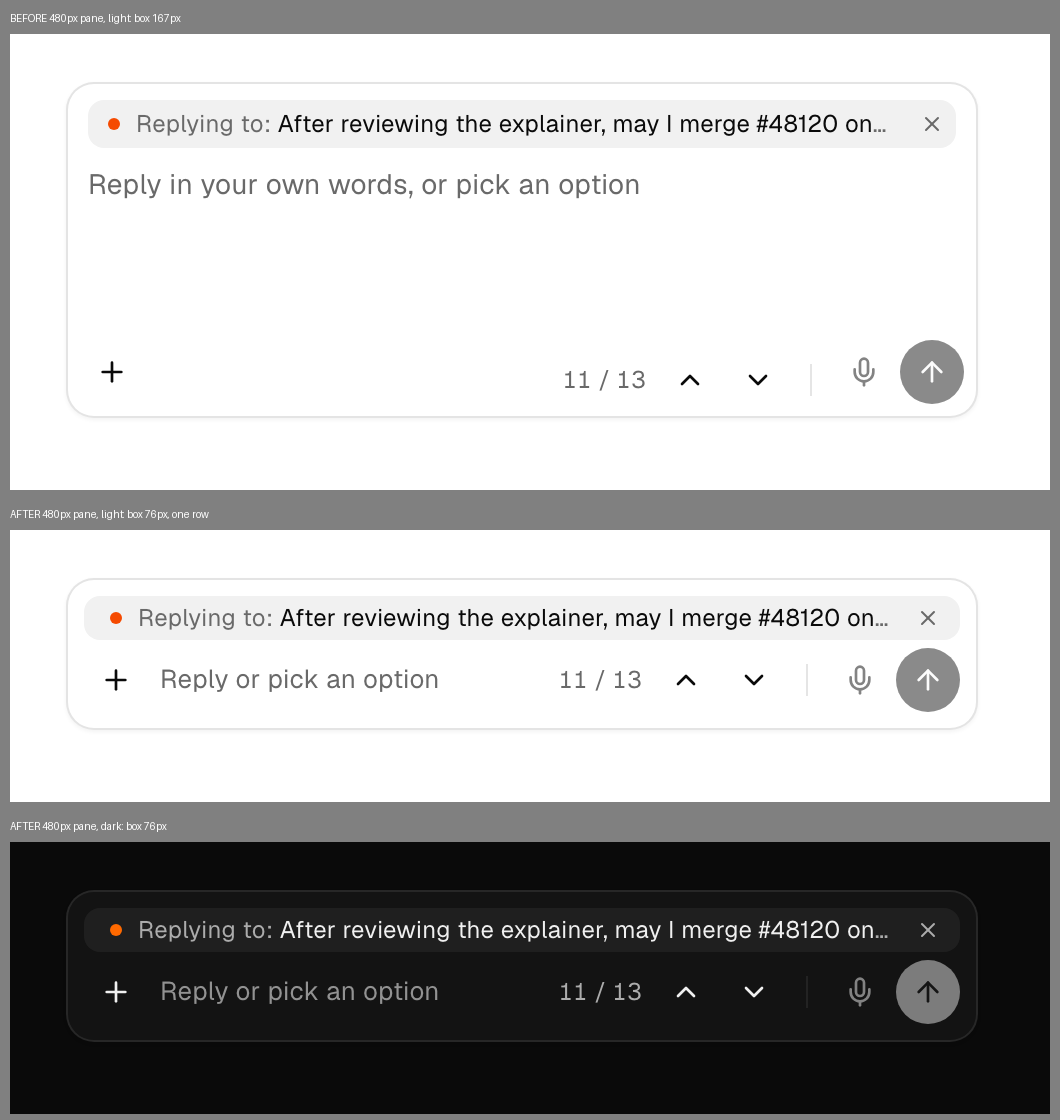 BEFORE 480px pane, light: box 167px
Replying to: After reviewing the explainer, may I merge #48120 on…
Reply in your own words, or pick an option
11 / 13
AFTER 480px pane, light: box 76px, one row
Replying to: After reviewing the explainer, may I merge #48120 on…
Reply or pick an option
11 / 13
AFTER 480px pane, dark: box 76px
Replying to: After reviewing the explainer, may I merge #48120 on…
Reply or pick an option
11 / 13